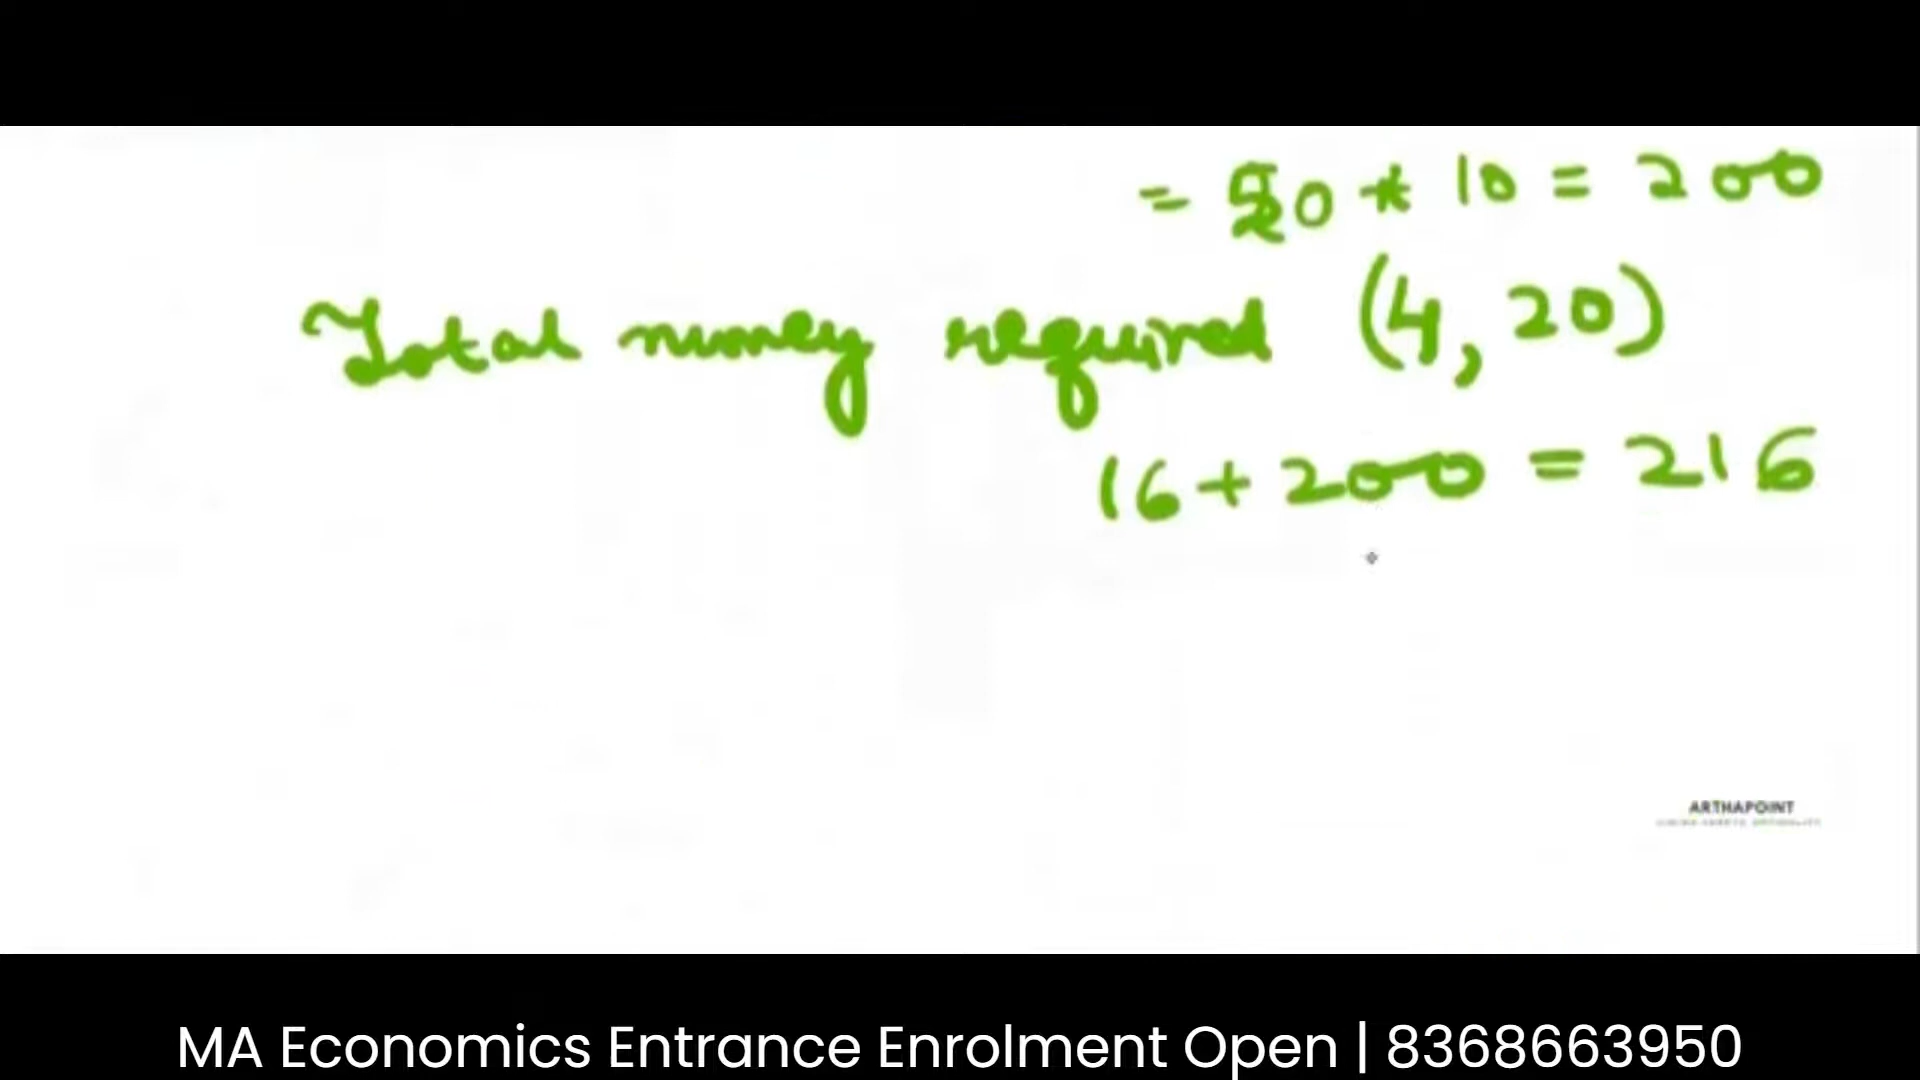 = 20 * 10 = 200
Total money required (4, 20)
16 + 200 = 216
ARTHAPOINT
MA Economics Entrance Enrolment Open | 8368663950